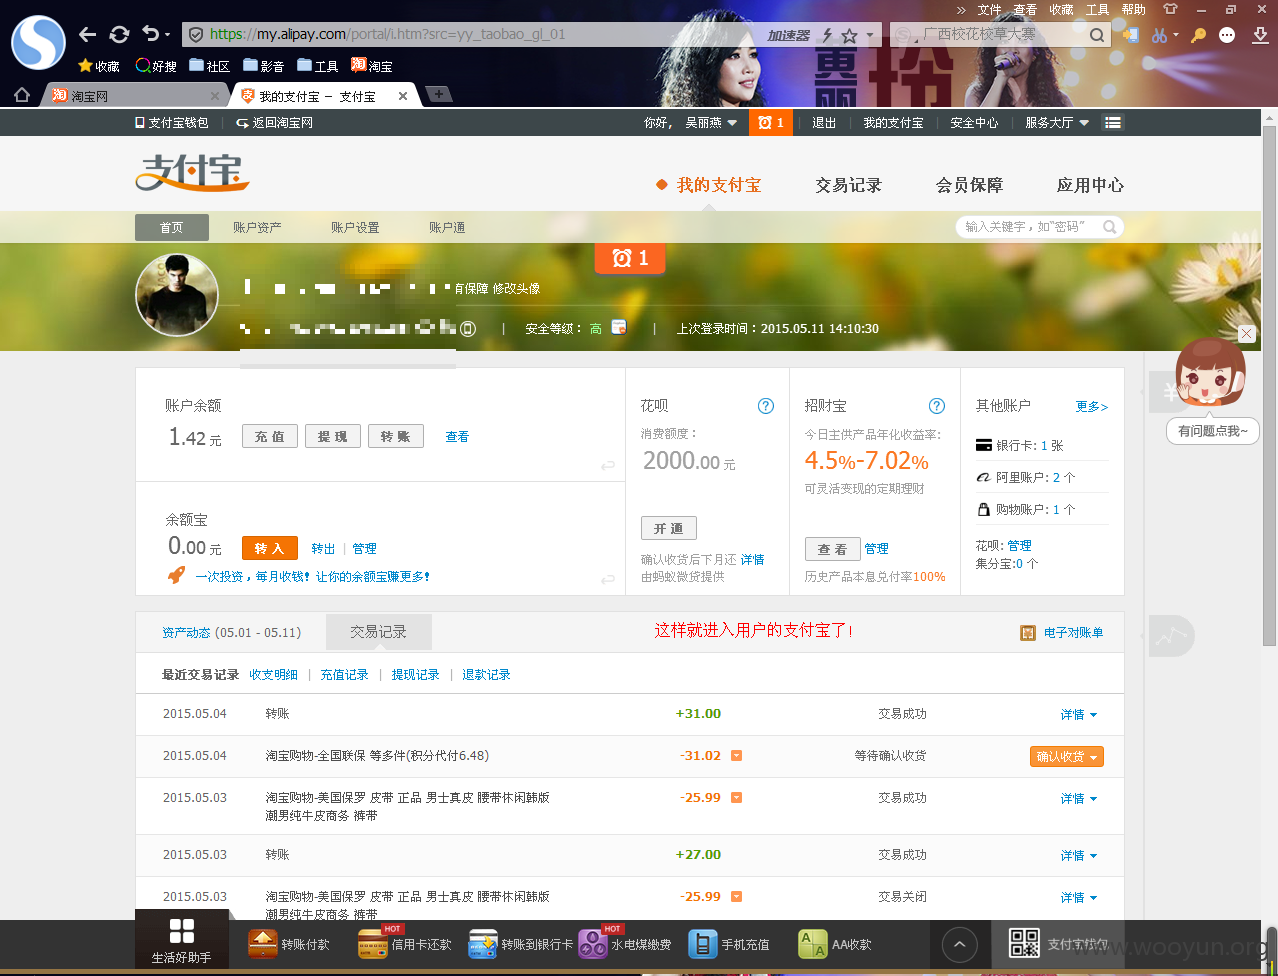 » 文件 查看 收藏 工具 帮助
https://my.alipay.com/portal/i.htm?src=yy_taobao_gl_01
加速器
广西校花校草大赛
收藏 好搜 社区 影音 工具 淘 淘宝
黄丽玲
淘 淘宝网 × 支 我的支付宝 － 支付宝 ×
支付宝钱包 返回淘宝网 你好， 吴丽燕 1 退出 我的支付宝 安全中心 服务大厅
支付宝 我的支付宝 交易记录 会员保障 应用中心
首页 账户资产 账户设置 账户通 输入关键字，如“密码”
1
有保障 修改头像
安全等级： 高 | 上次登录时间：2015.05.11 14:10:30
有问题点我~
账户余额
1.42 元 充 值 提 现 转 账 查看
余额宝
0.00 元 转 入 转出 | 管理
一次投资，每月收钱！让你的余额宝赚更多！
花呗 ?
消费额度：
2000.00 元
开 通
确认收货后下月还 详情
由蚂蚁微贷提供
招财宝 ?
今日主供产品年化收益率:
4.5%-7.02%
可灵活变现的定期理财
查 看 管理
历史产品本息兑付率100%
其他账户 更多>
银行卡: 1 张
阿里账户: 2 个
购物账户: 1 个
花呗: 管理
集分宝:0 个
¥
资产动态 (05.01 - 05.11) 交易记录 这样就进入用户的支付宝了！ 电子对账单
最近交易记录 收支明细 | 充值记录 | 提现记录 | 退款记录
2015.05.04 转账 +31.00 交易成功 详情
2015.05.04 淘宝购物-全国联保 等多件(积分代付6.48) -31.02 等待确认收货 确认收货
2015.05.03 淘宝购物-美国保罗 皮带 正品 男士真皮 腰带休闲韩版 -25.99 交易成功 详情
潮男纯牛皮商务 裤带
2015.05.03 转账 +27.00 交易成功 详情
2015.05.03 淘宝购物-美国保罗 皮带 正品 男士真皮 腰带休闲韩版 -25.99 交易关闭 详情
潮男纯牛皮商务 裤带
生活好助手 转账付款 HOT 信用卡还款 转账到银行卡 HOT 水电煤缴费 手机充值 AA AA收款 支付宝钱包
www.wooyun.org